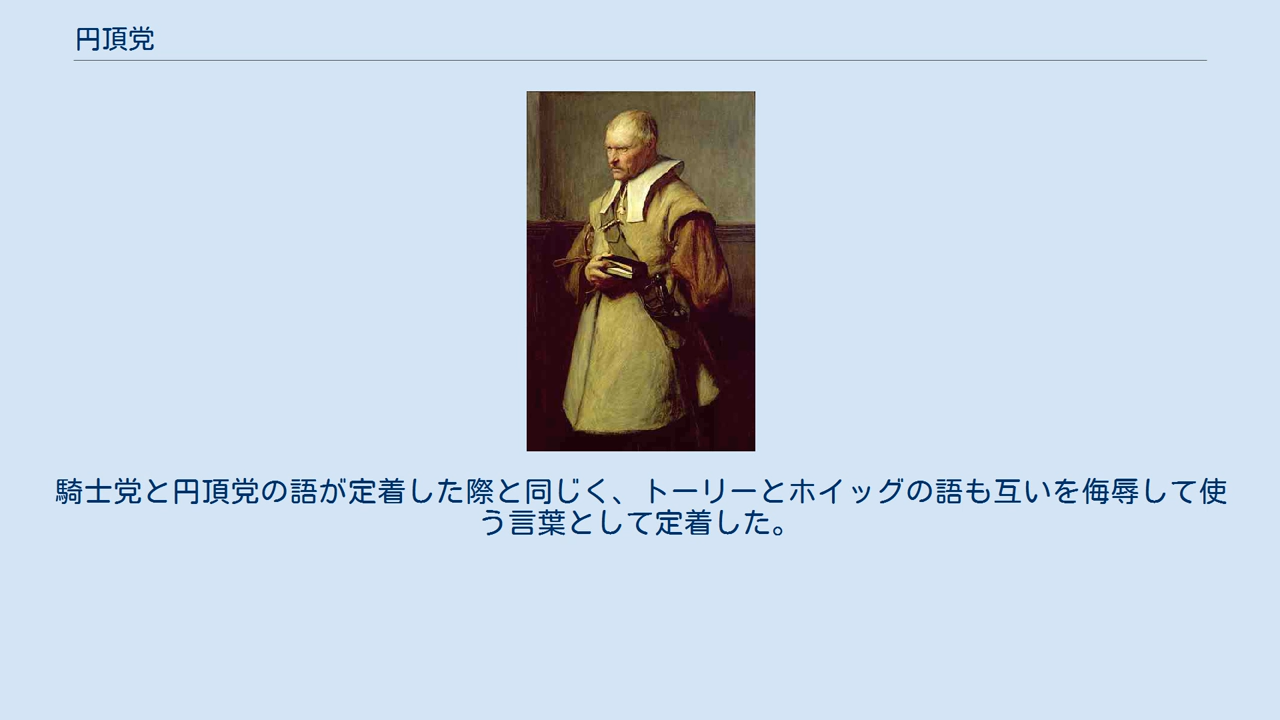 円頂党
騎士党と円頂党の語が定着した際と同じく、トーリーとホイッグの語も互いを侮辱して使
う言葉として定着した。